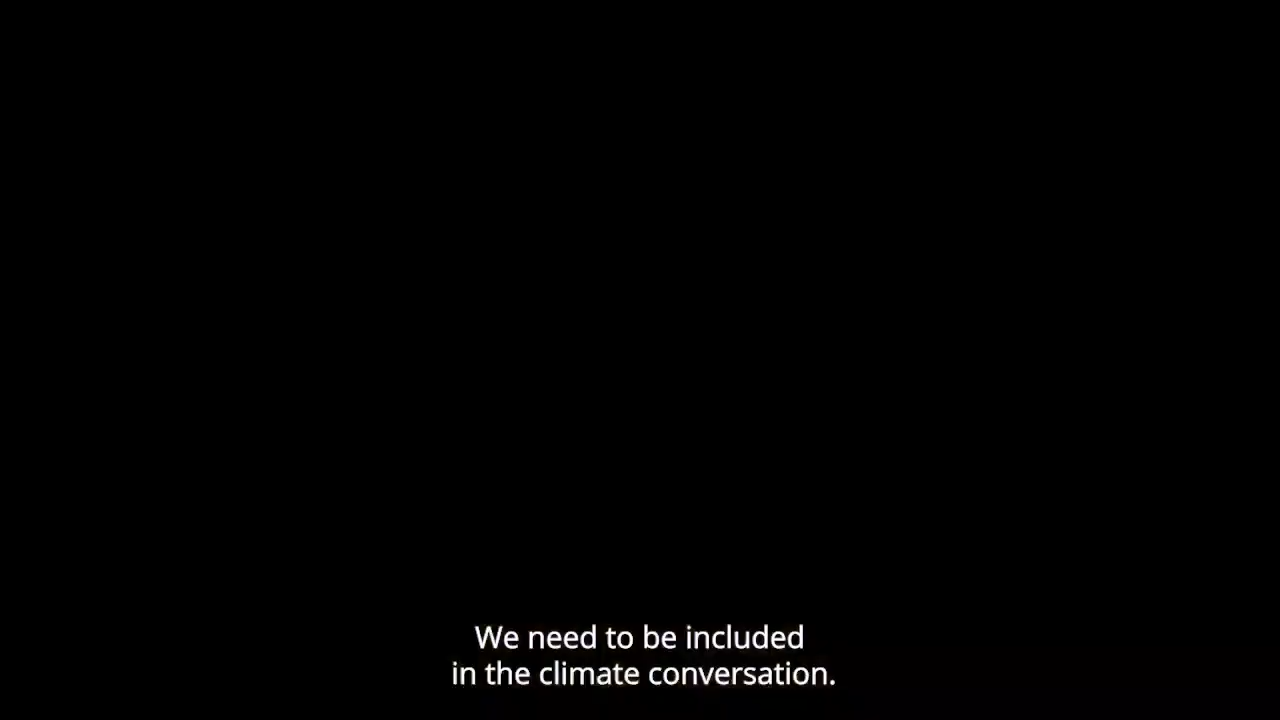 We need to be included
in the climate conversation.